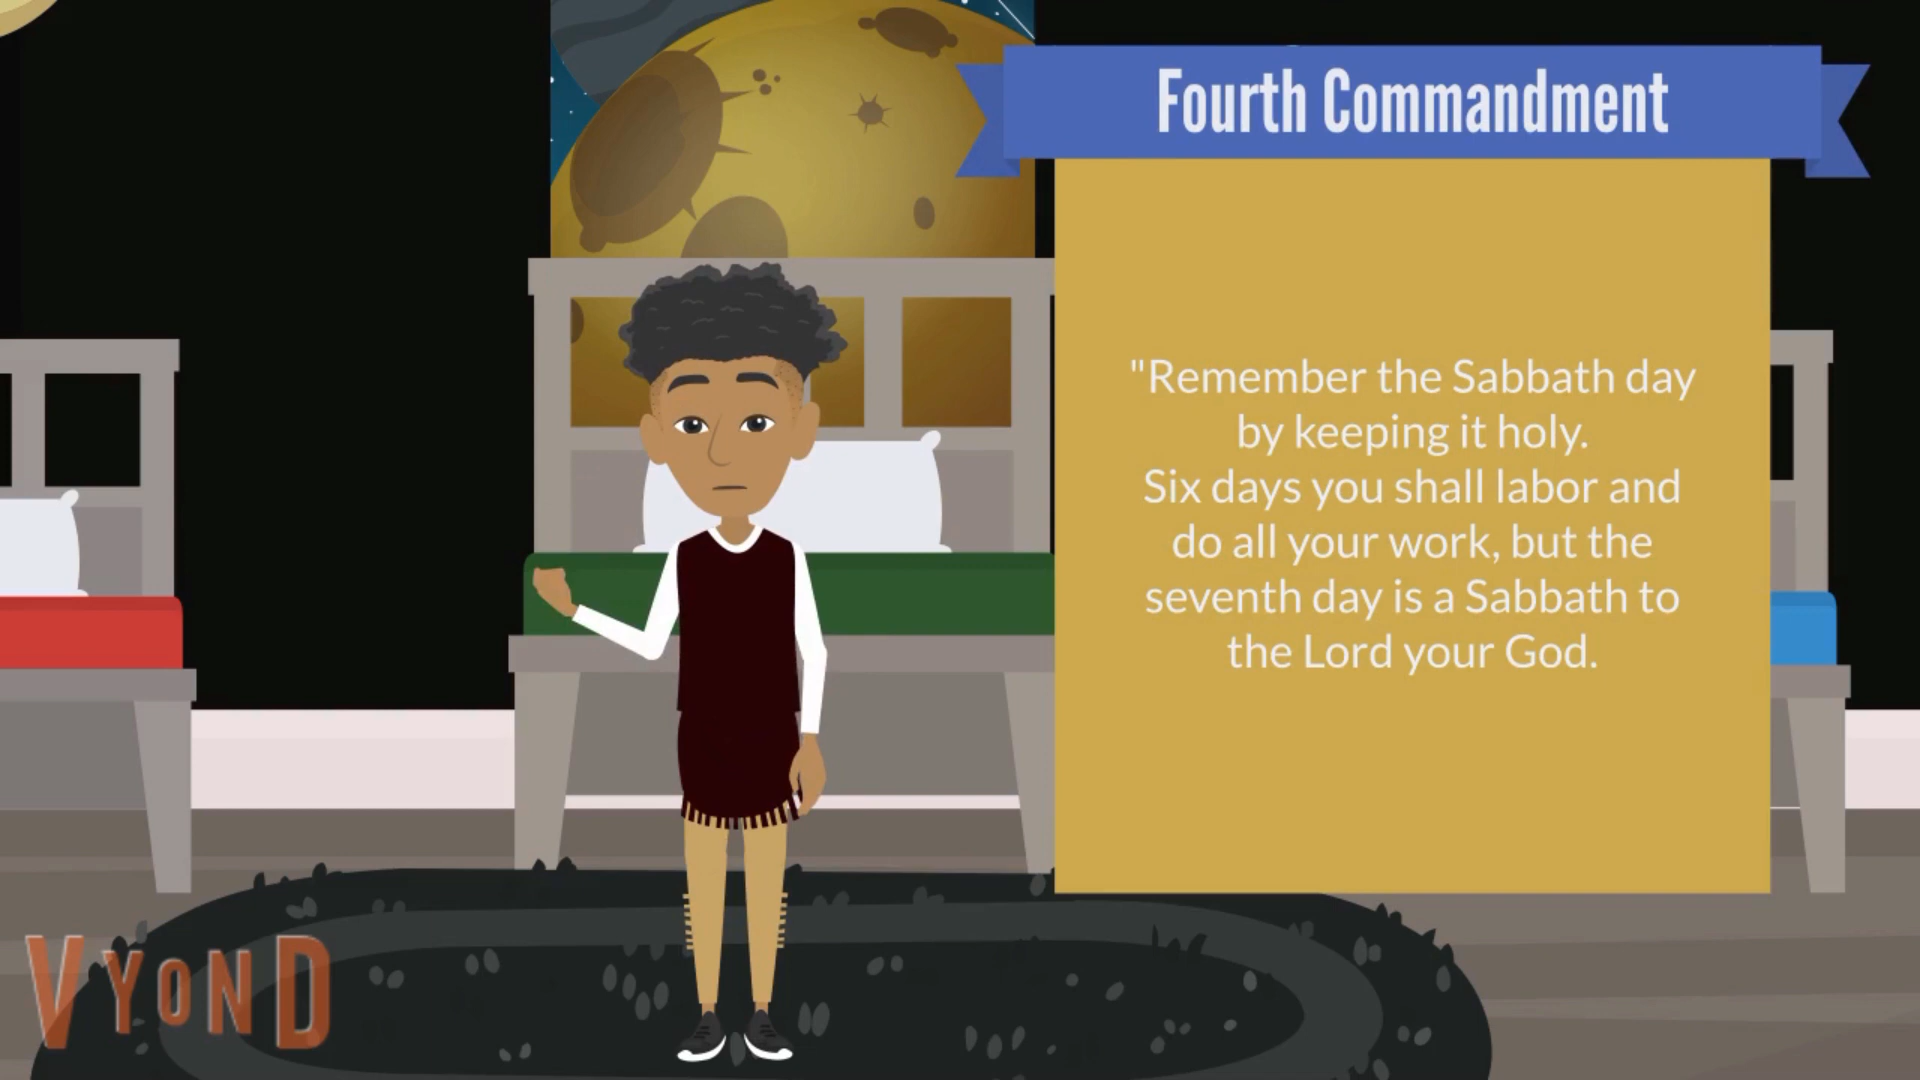 Fourth Commandment
"Remember the Sabbath day
by keeping it holy.
Six days you shall labor and
do all your work, but the
seventh day is a Sabbath to
the Lord your God.
VYOND